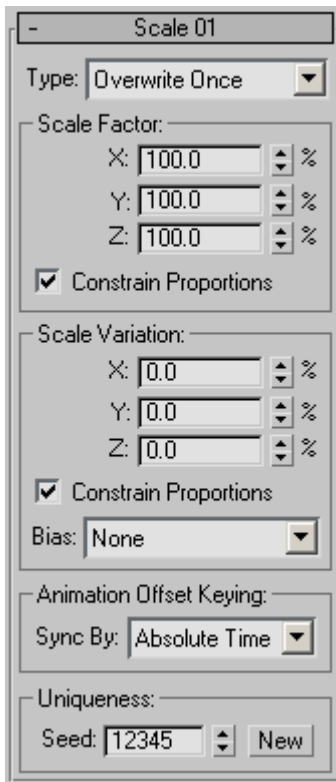 - Scale 01
Type: Overwrite Once
Scale Factor:
X: 100.0 %
Y: 100.0 %
Z: 100.0 %
Constrain Proportions
Scale Variation:
X: 0.0 %
Y: 0.0 %
Z: 0.0 %
Constrain Proportions
Bias: None
Animation Offset Keying:
Sync By: Absolute Time
Uniqueness:
Seed: 12345 New